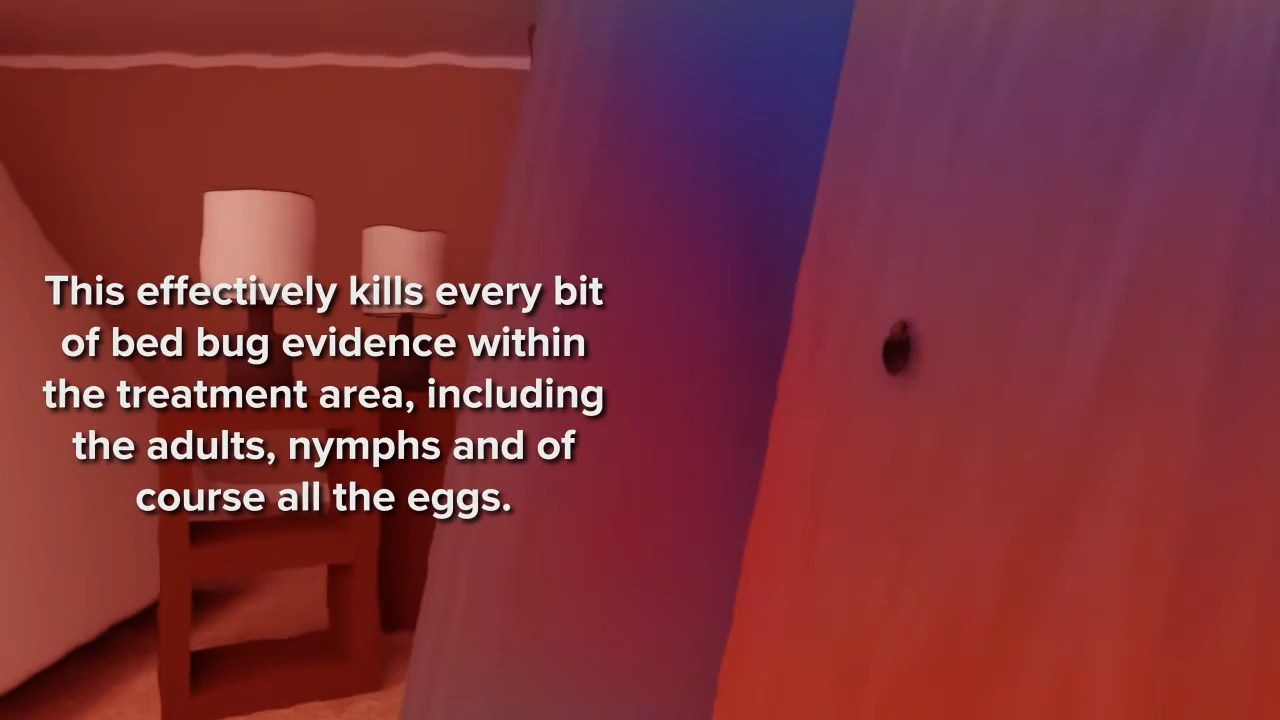 This effectively kills every bit
of bed bug evidence within
the treatment area, including
the adults, nymphs and of
course all the eggs.